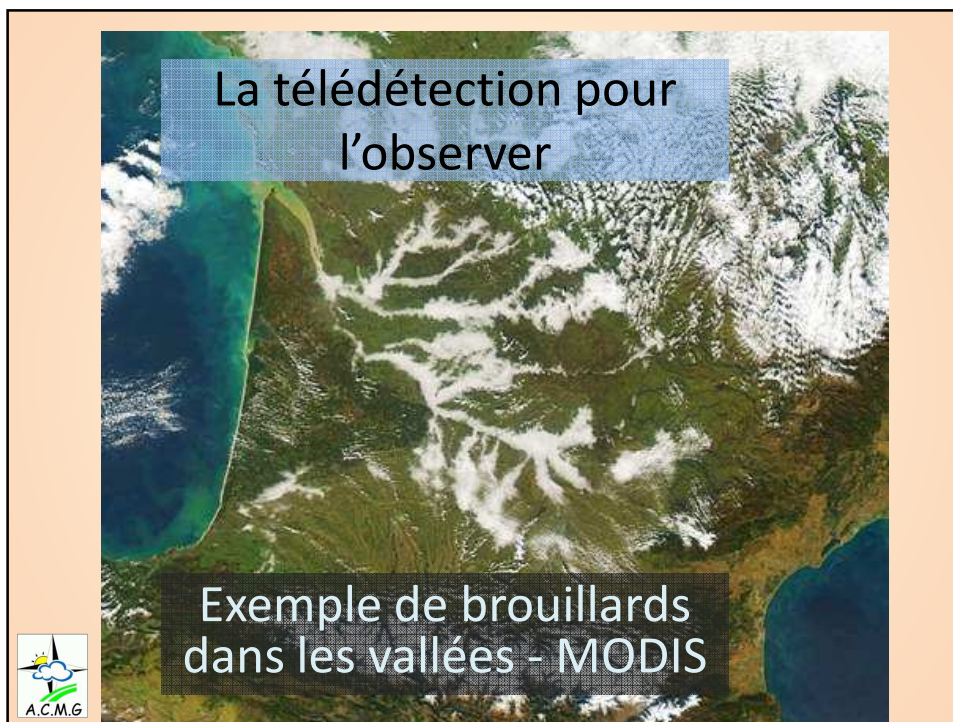 La télédétection pour
l’observer
Exemple de brouillards
dans les vallées - MODIS
A.C.M.G